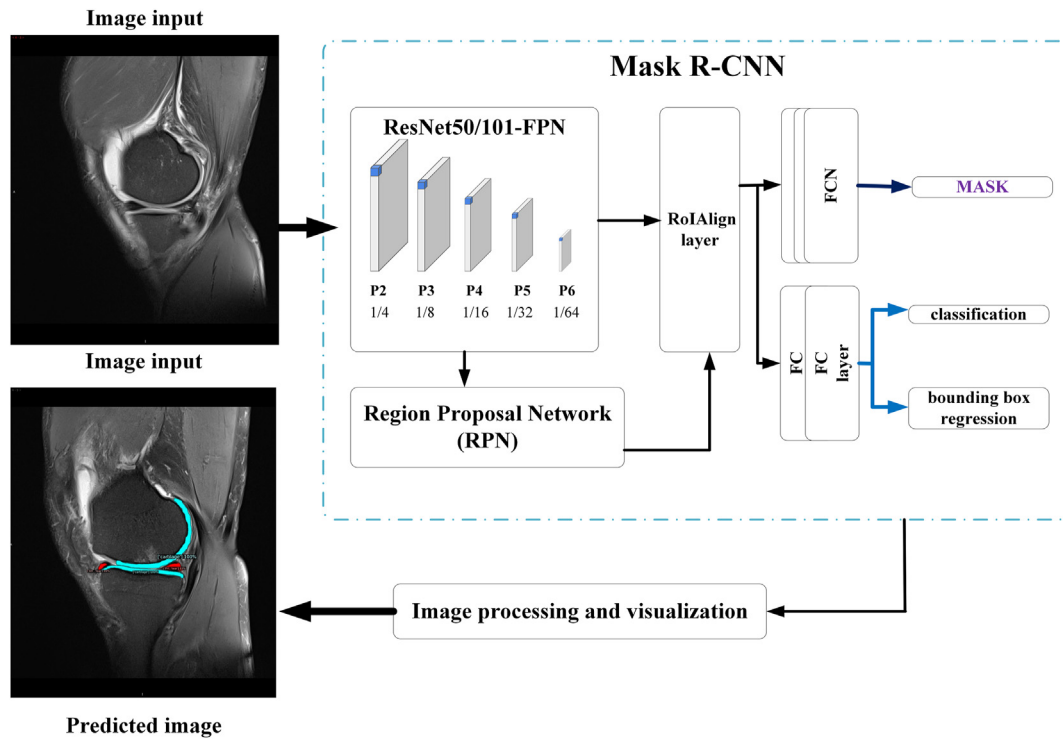 Image input
Mask R-CNN
ResNet50/101-FPN
P2 P3 P4 P5 P6
1/4 1/8 1/16 1/32 1/64
RoIAlign
layer
FCN
MASK
FC
FC
layer
classification
bounding box
regression
Region Proposal Network
(RPN)
Image input
cartilage 100%
Image processing and visualization
Predicted image